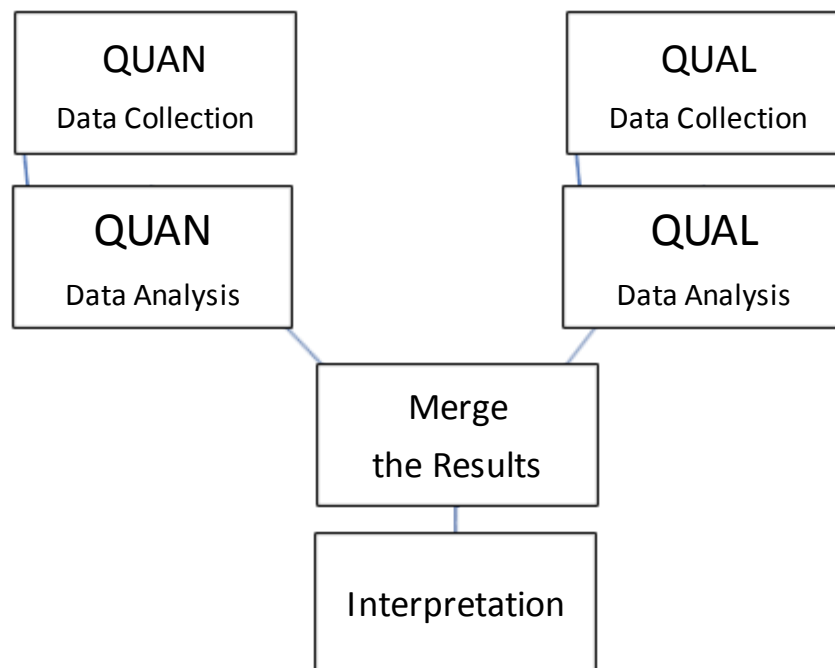 QUAN
Data Collection
QUAL
Data Collection
QUAN
Data Analysis
QUAL
Data Analysis
Merge
the Results
Interpretation